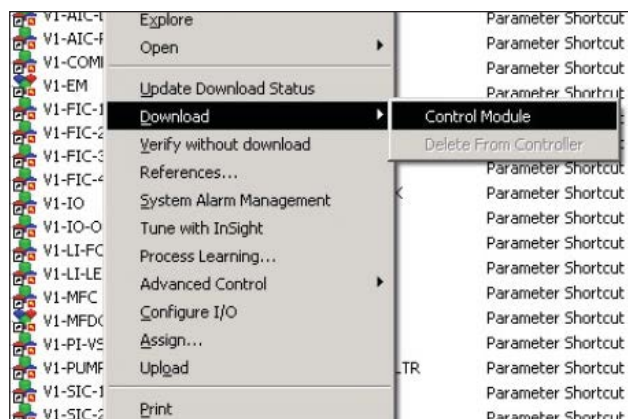 V1-AIC-
Explore
Parameter Shortcut
V1-AIC-
Open
Parameter Shortcut
V1-COM
Parameter Shortcut
V1-EM
Update Download Status
Parameter Shortcut
V1-FIC-1
Download
Control Module
V1-FIC-2
Verify without download
Delete From Controller
V1-FIC-3
References...
Parameter Shortcut
V1-FIC-4
System Alarm Management
Parameter Shortcut
V1-IO
Tune with InSight
Parameter Shortcut
V1-IO-O
Process Learning...
Parameter Shortcut
V1-LI-FC
Advanced Control
Parameter Shortcut
V1-LI-LE
Configure I/O
Parameter Shortcut
V1-MFC
Assign...
Parameter Shortcut
V1-MFD
Upload
Parameter Shortcut
V1-PI-VS
Parameter Shortcut
V1-PUMP
LTR
Parameter Shortcut
V1-SIC-1
Parameter Shortcut
V1-SIC-2
Print
Parameter Shortcut